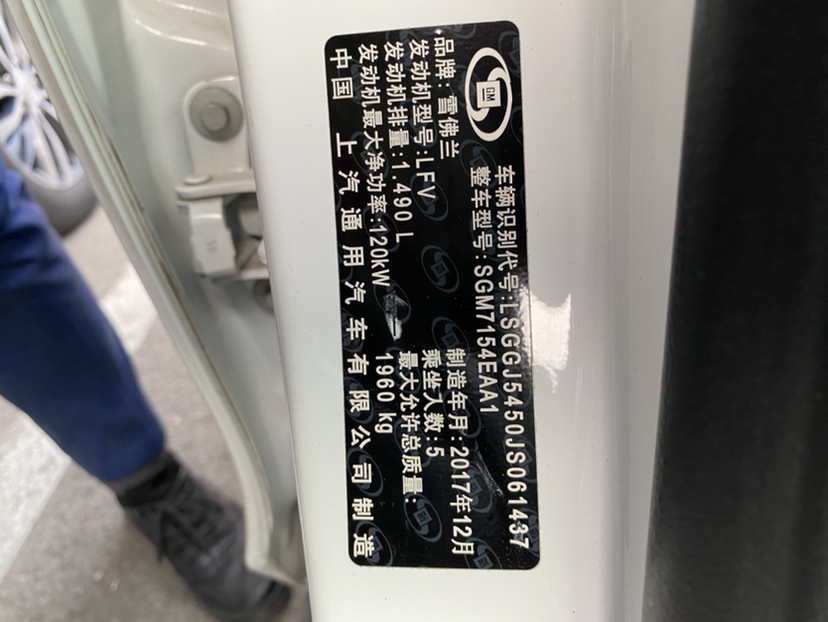 GM
车辆识别代号:LSGGJ5450JS061437
整车型号:SGM7154EAA1
品牌:雪佛兰
制造年月:2017年12月
发动机型号:LFV
乘坐人数:5
发动机排量:1.490 L
最大允许总质量:
发动机最大净功率:120kW
1960 kg
中国 上汽通用汽车有限公司制造